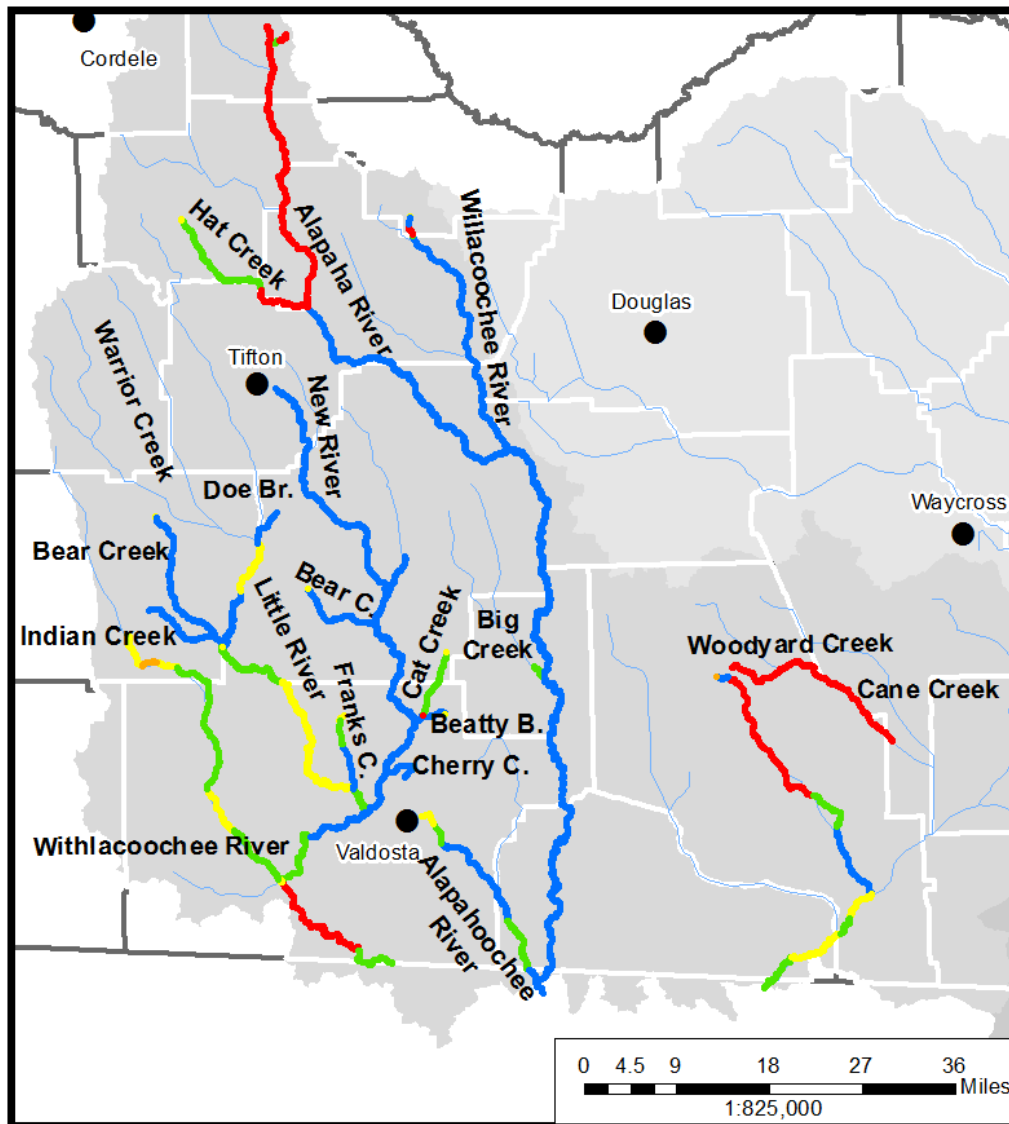 Cordele
Hat Creek
Alapaha River
Willacoochee River
Douglas
Warrior Creek
Tifton
New River
Doe Br.
Waycross
Bear Creek
Bear C.
Little River
Cat Creek
Big
Creek
Indian Creek
Woodyard Creek
Franks C.
Cane Creek
Beatty B.
Cherry C.
Withlacoochee River
Valdosta
Alapahoochee
River
0 4.5 9 18 27 36
Miles
1:825,000